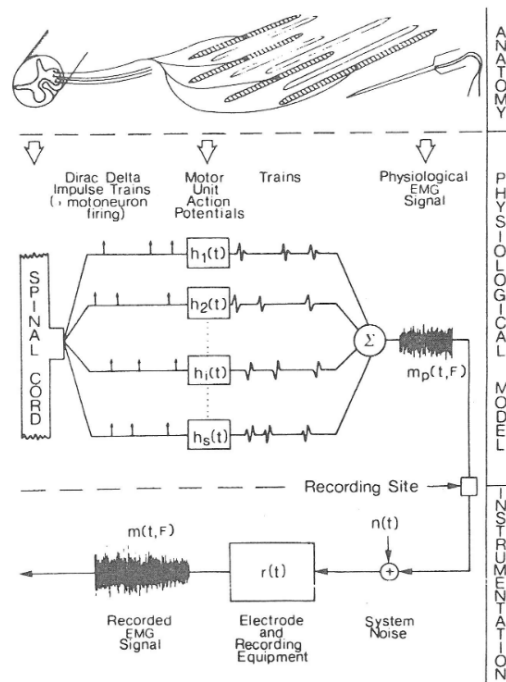 ANATOMY
Dirac Delta
Impulse Trains
( ı motoneuron
firing)
Motor
Unit
Action
Potentials
Trains
Physiological
EMG
Signal
PHYSIOLOGICAL MODEL
SPINAL CORD
h₁(t)
h₂(t)
hᵢ(t)
hₛ(t)
Σ
mₚ(t,F)
Recording Site
INSTRUMENTATION
m(t,F)
r(t)
n(t)
+
Recorded
EMG
Signal
Electrode
and
Recording
Equipment
System
Noise